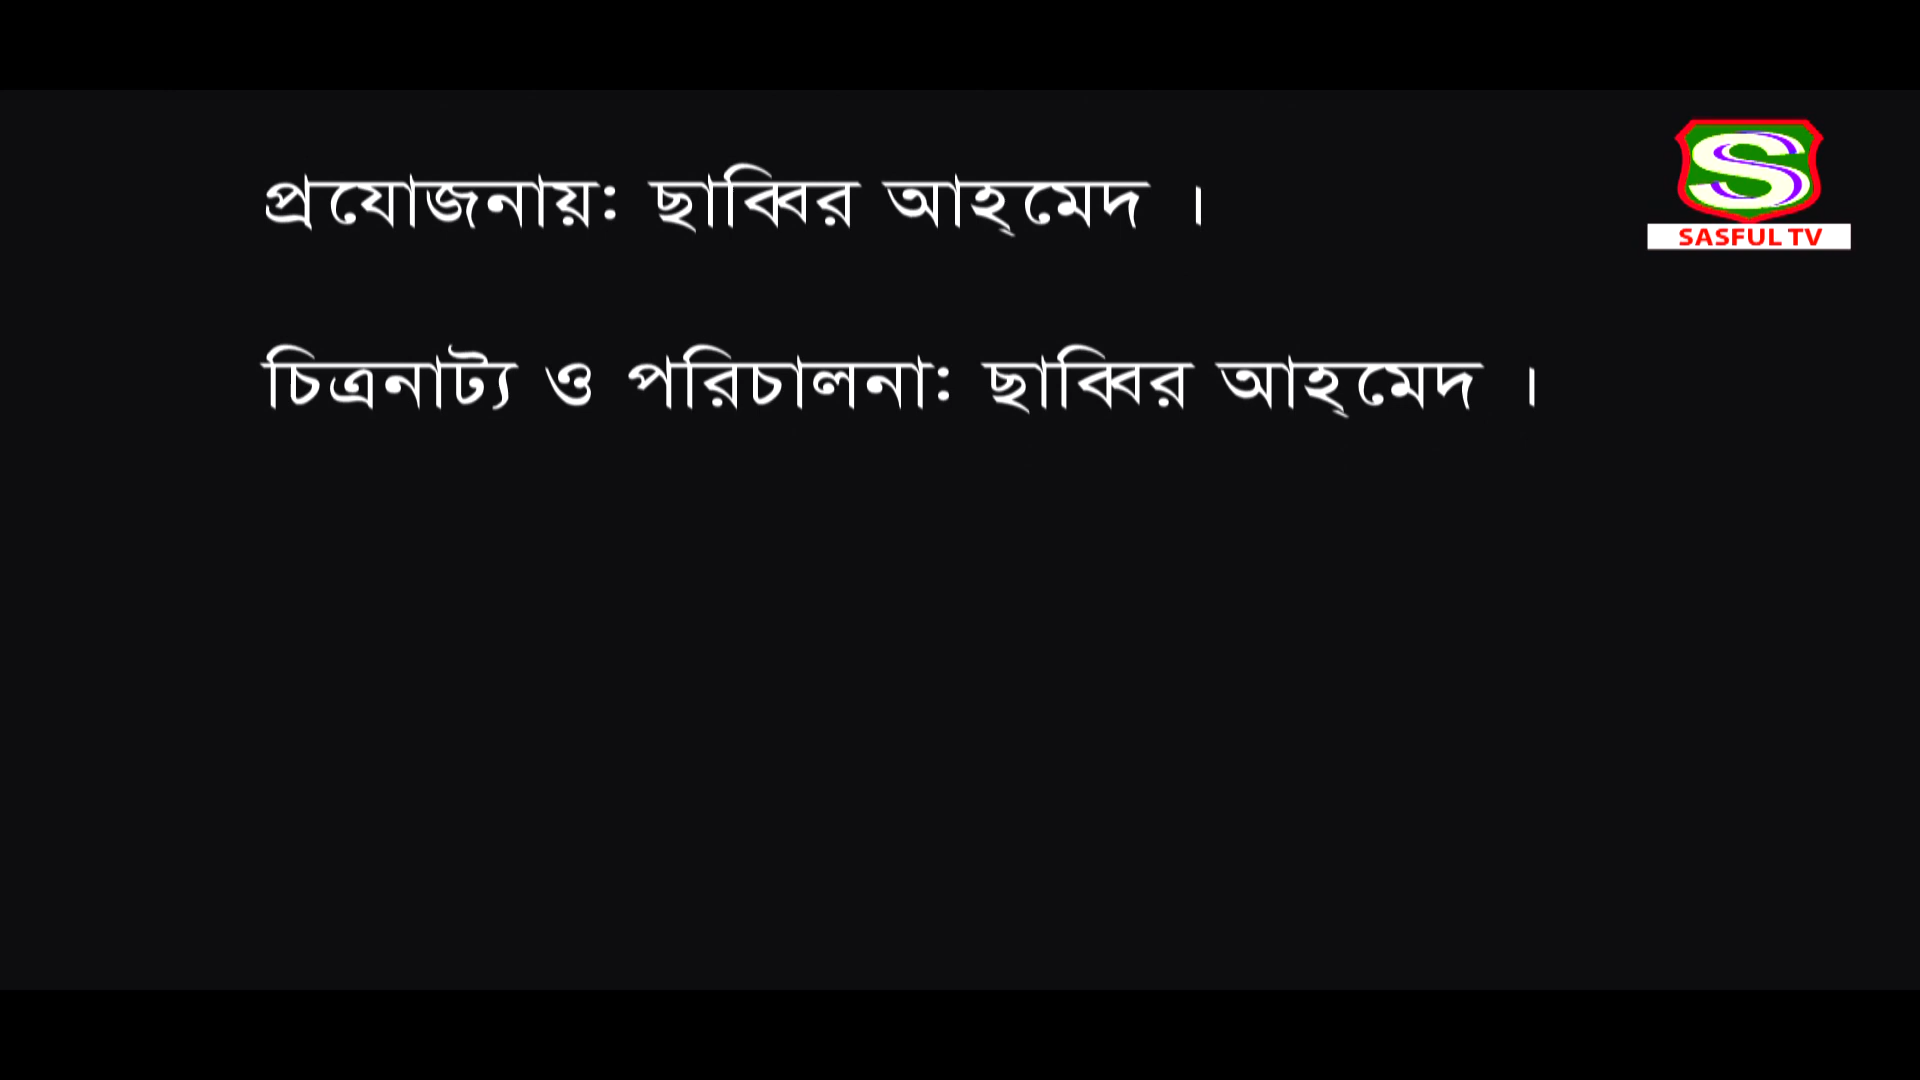 প্রযোজনায়ঃ ছাব্বির আহ্মেদ ।
চিত্রনাট্য ও পরিচালনাঃ ছাব্বির আহ্মেদ ।
S
SASFUL TV